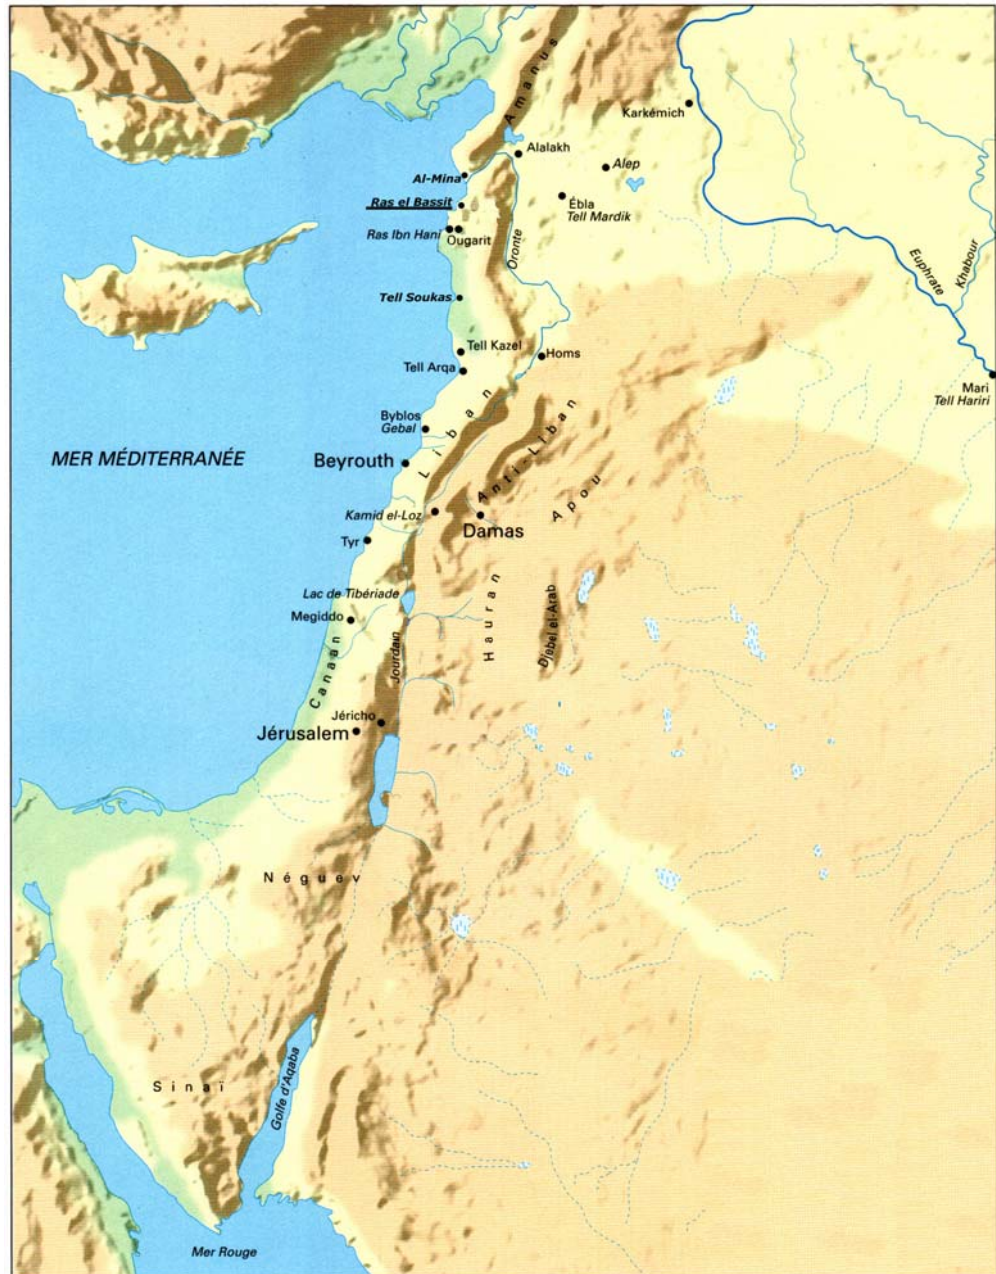 Amanus
Karkémich
Alalakh
Alep
Al-Mina
Ras el Bassit
Ébla
Tell Mardik
Ras Ibn Hani
Ougarit
Oronte
Euphrate
Khabour
Tell Soukas
Tell Kazel
Homs
Tell Arqa
Mari
Tell Hariri
Byblos
Gebal
Liban
Anti-Liban
MER MÉDITERRANÉE
Beyrouth
Apou
Kamid el-Loz
Damas
Tyr
Lac de Tibériade
Hauran
Djebel el-Arab
Megiddo
Canaan
Jourdain
Jéricho
Jérusalem
Néguev
Sinaï
Golfe d'Aqaba
Mer Rouge